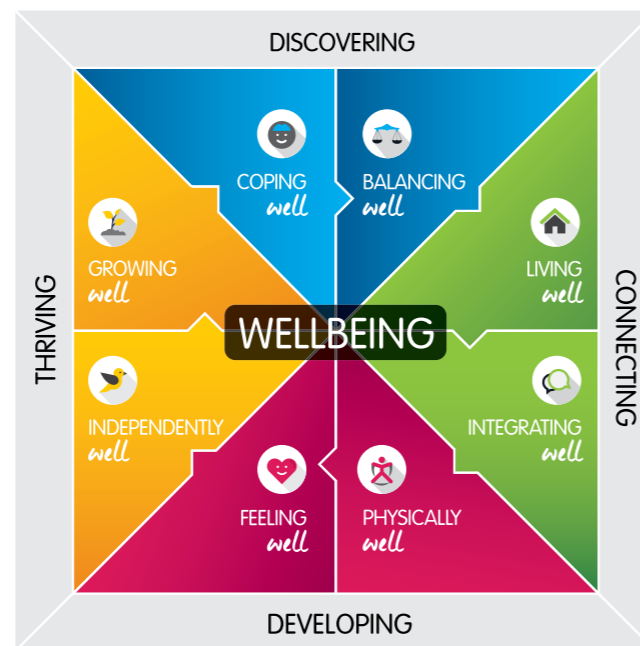 DISCOVERING
COPING
well
BALANCING
well
GROWING
well
LIVING
well
THRIVING
WELLBEING
CONNECTING
INDEPENDENTLY
well
INTEGRATING
well
FEELING
well
PHYSICALLY
well
DEVELOPING